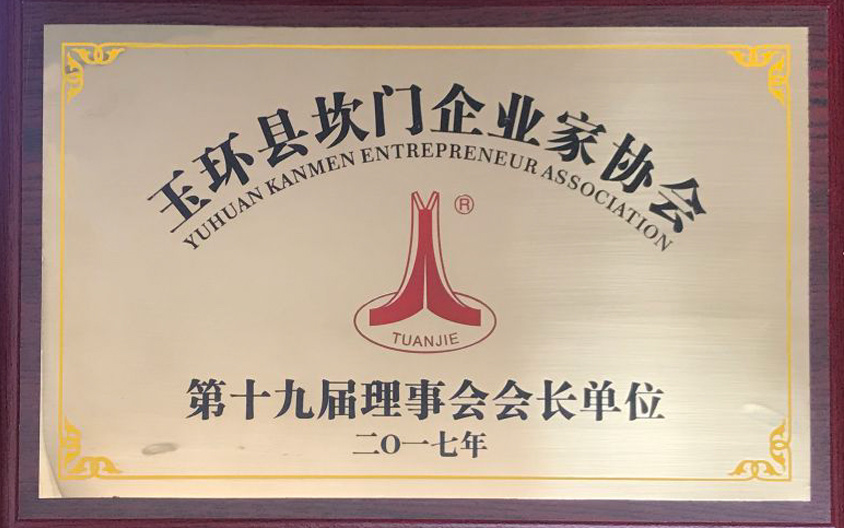 玉环县坎门企业家协会
YUHUAN KANMEN ENTREPRENEUR ASSOCIATION
®
TUANJIE
第十九届理事会会长单位
二O一七年